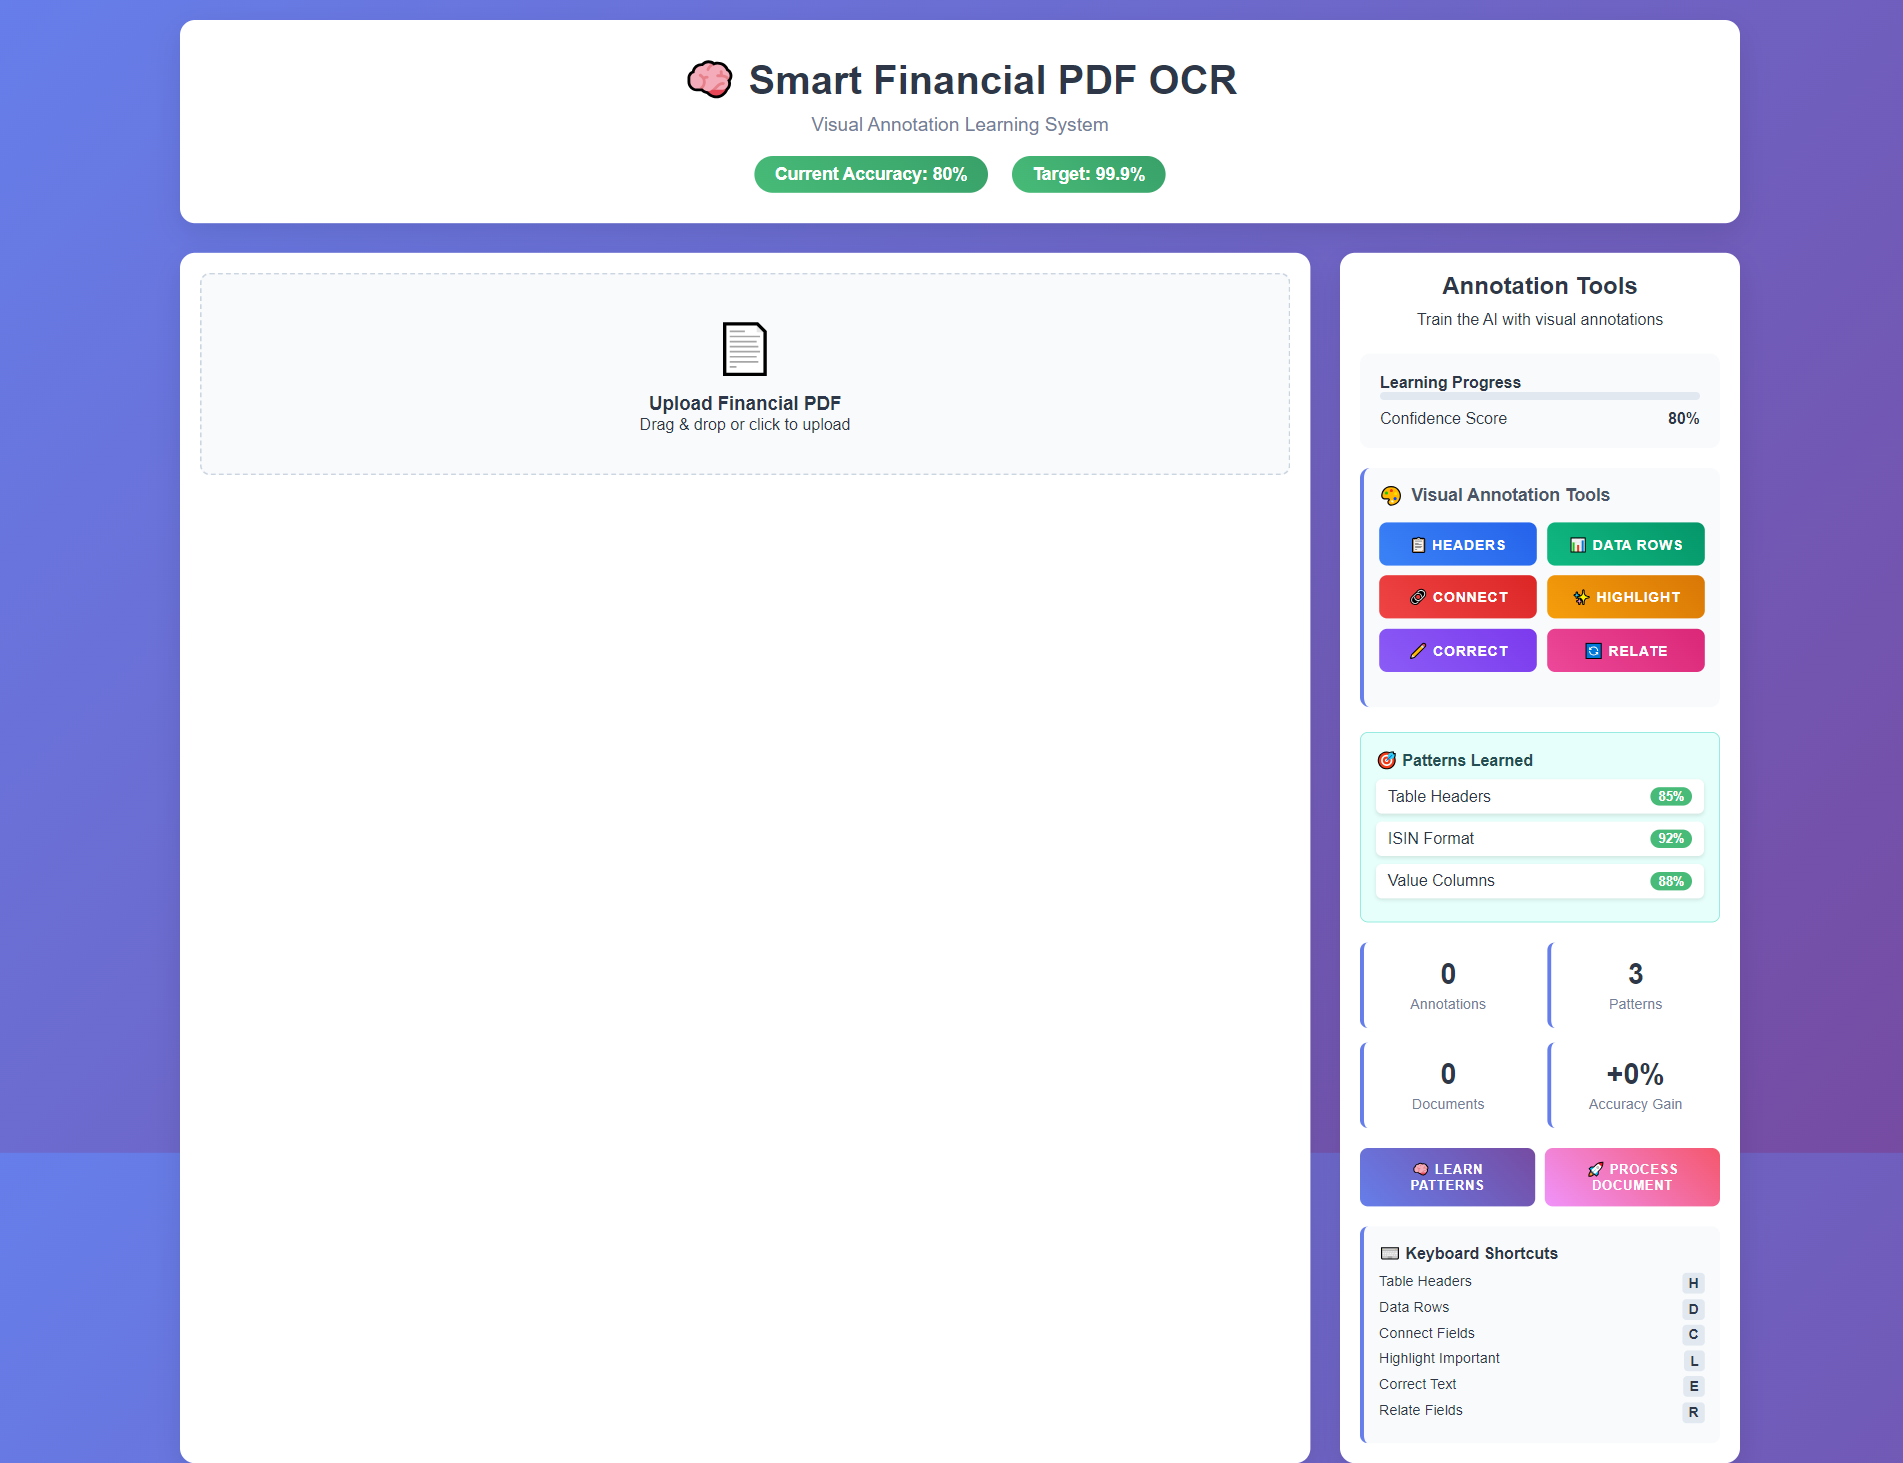 Smart Financial PDF OCR
Visual Annotation Learning System
Current Accuracy: 80%
Target: 99.9%
Upload Financial PDF
Drag & drop or click to upload
Annotation Tools
Train the AI with visual annotations
Learning Progress
Confidence Score 80%
Visual Annotation Tools
HEADERS
DATA ROWS
CONNECT
HIGHLIGHT
CORRECT
RELATE
Patterns Learned
Table Headers 85%
ISIN Format 92%
Value Columns 88%
0
Annotations
3
Patterns
0
Documents
+0%
Accuracy Gain
LEARN
PATTERNS
PROCESS
DOCUMENT
Keyboard Shortcuts
Table Headers H
Data Rows D
Connect Fields C
Highlight Important L
Correct Text E
Relate Fields R